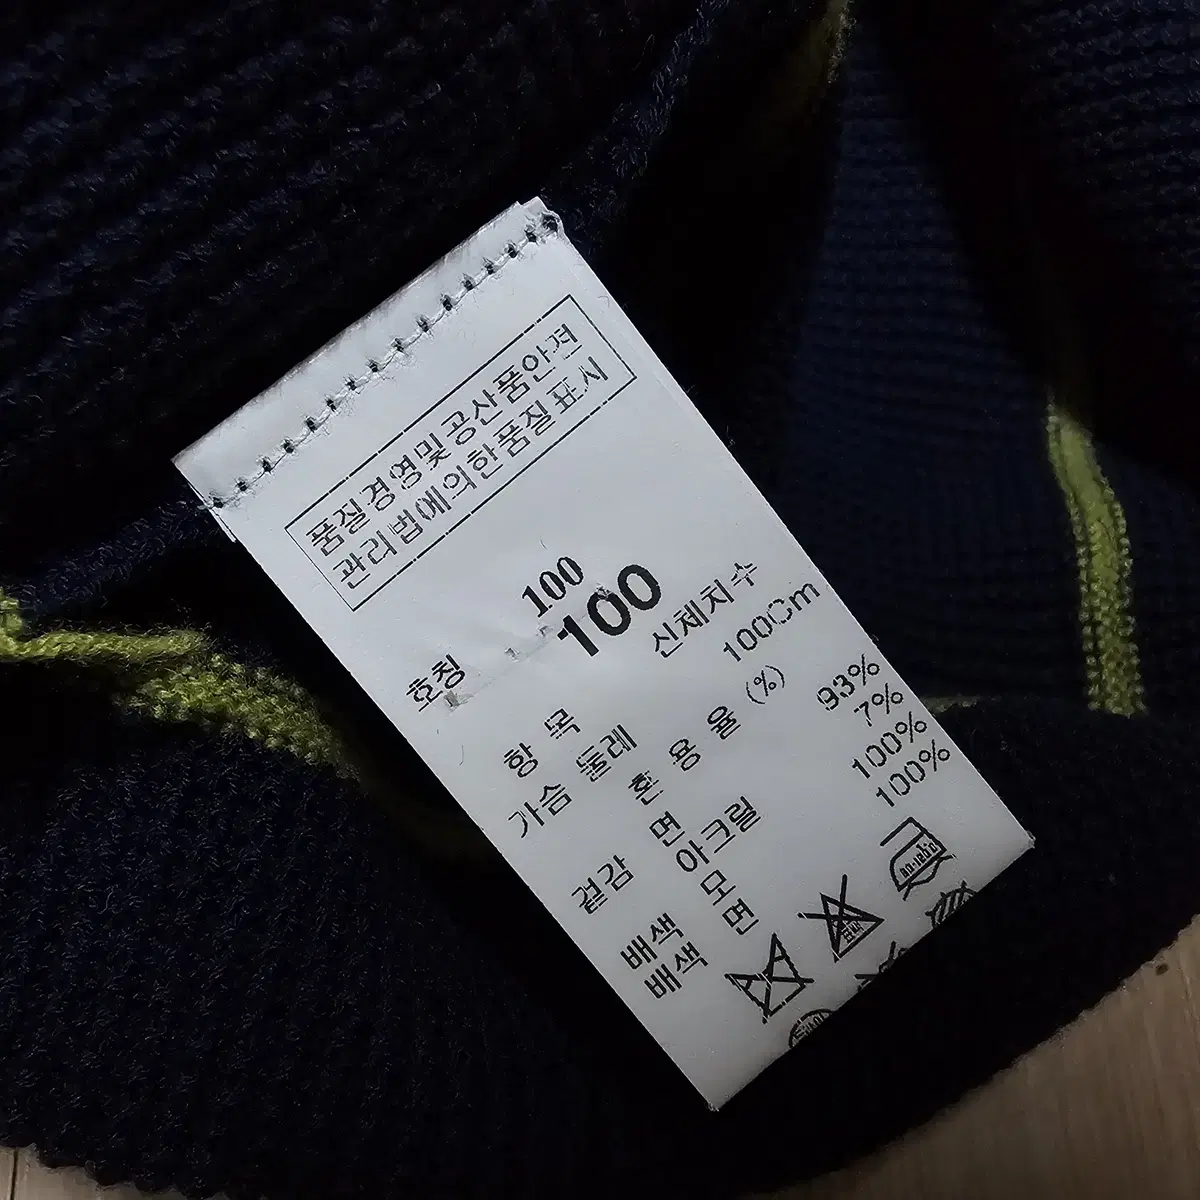 품질경영및공산품안전
관리법에의한품질표시
100
호칭 100
항 목 신체치수
가슴 둘레 100Cm
혼 용 율 (%)
겉감 면 93%
아크릴 7%
배색 모 100%
배색 면 100%
표백